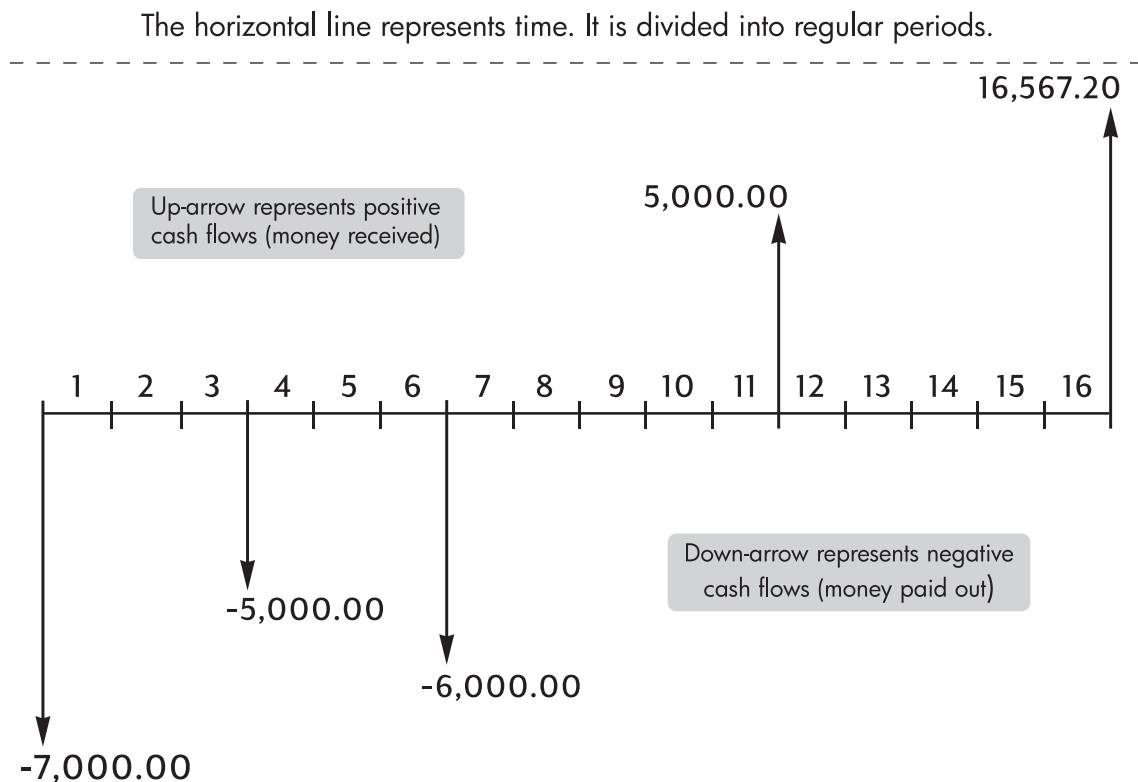 The horizontal line represents time. It is divided into regular periods.
16,567.20
5,000.00
Up-arrow represents positive
cash flows (money received)
1 2 3 4 5 6 7 8 9 10 11 12 13 14 15 16
Down-arrow represents negative
cash flows (money paid out)
-5,000.00
-6,000.00
-7,000.00